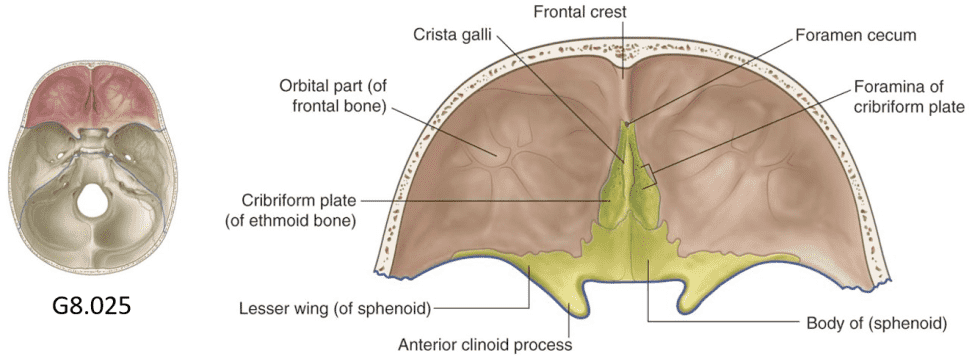 Frontal crest
Crista galli
Foramen cecum
Orbital part (of
frontal bone)
Foramina of
cribriform plate
Cribriform plate
(of ethmoid bone)
Lesser wing (of sphenoid)
Body of (sphenoid)
Anterior clinoid process
G8.025